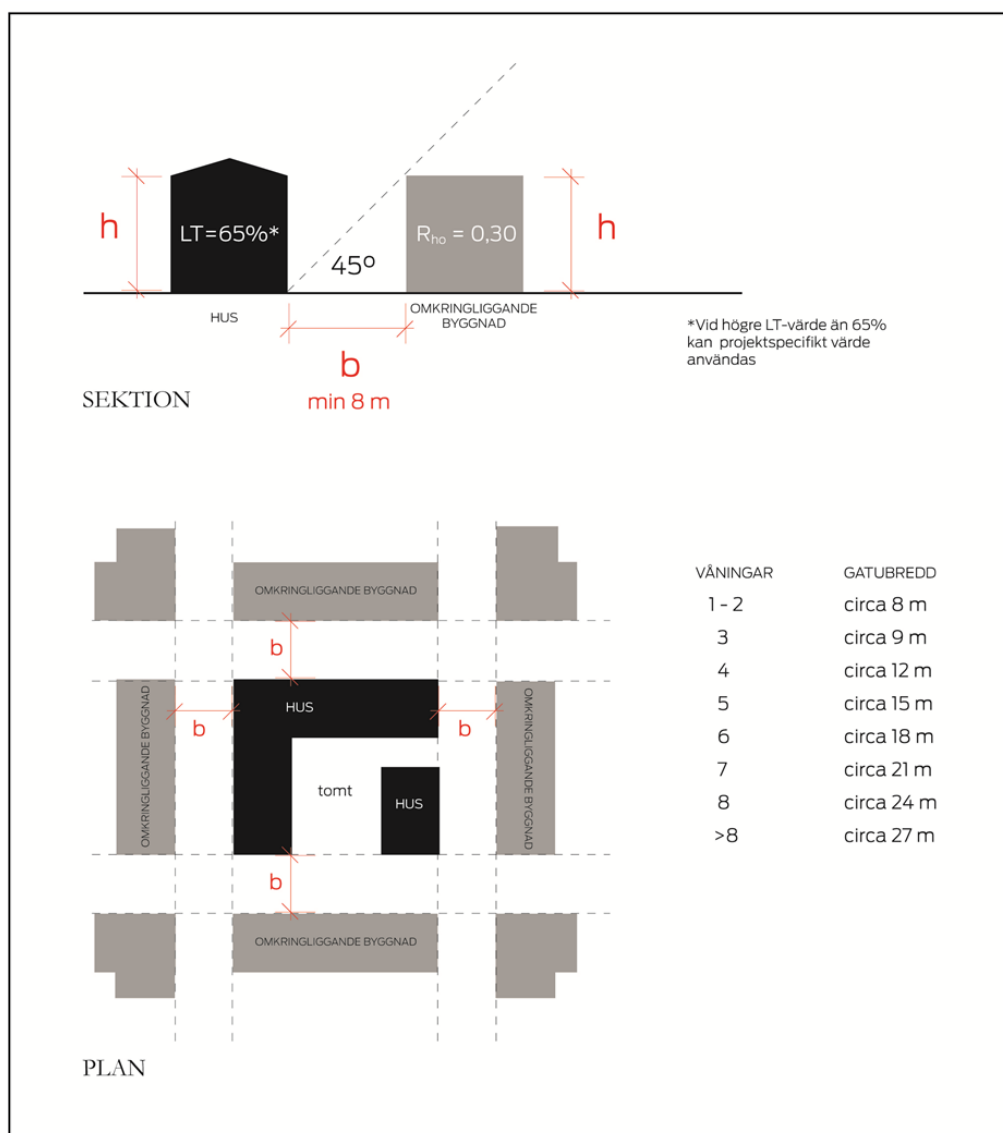 h
LT=65%*
45º
Rho = 0,30
h
HUS
OMKRINGLIGGANDE
BYGGNAD
b
min 8 m
*Vid högre LT-värde än 65%
kan projektspecifikt värde
användas
SEKTION
OMKRINGLIGGANDE BYGGNAD
b
OMKRINGLIGGANDE BYGGNAD
b
HUS
b
OMKRINGLIGGANDE BYGGNAD
tomt
HUS
b
OMKRINGLIGGANDE BYGGNAD
VÅNINGAR GATUBREDD
1 - 2 circa 8 m
3 circa 9 m
4 circa 12 m
5 circa 15 m
6 circa 18 m
7 circa 21 m
8 circa 24 m
>8 circa 27 m
PLAN